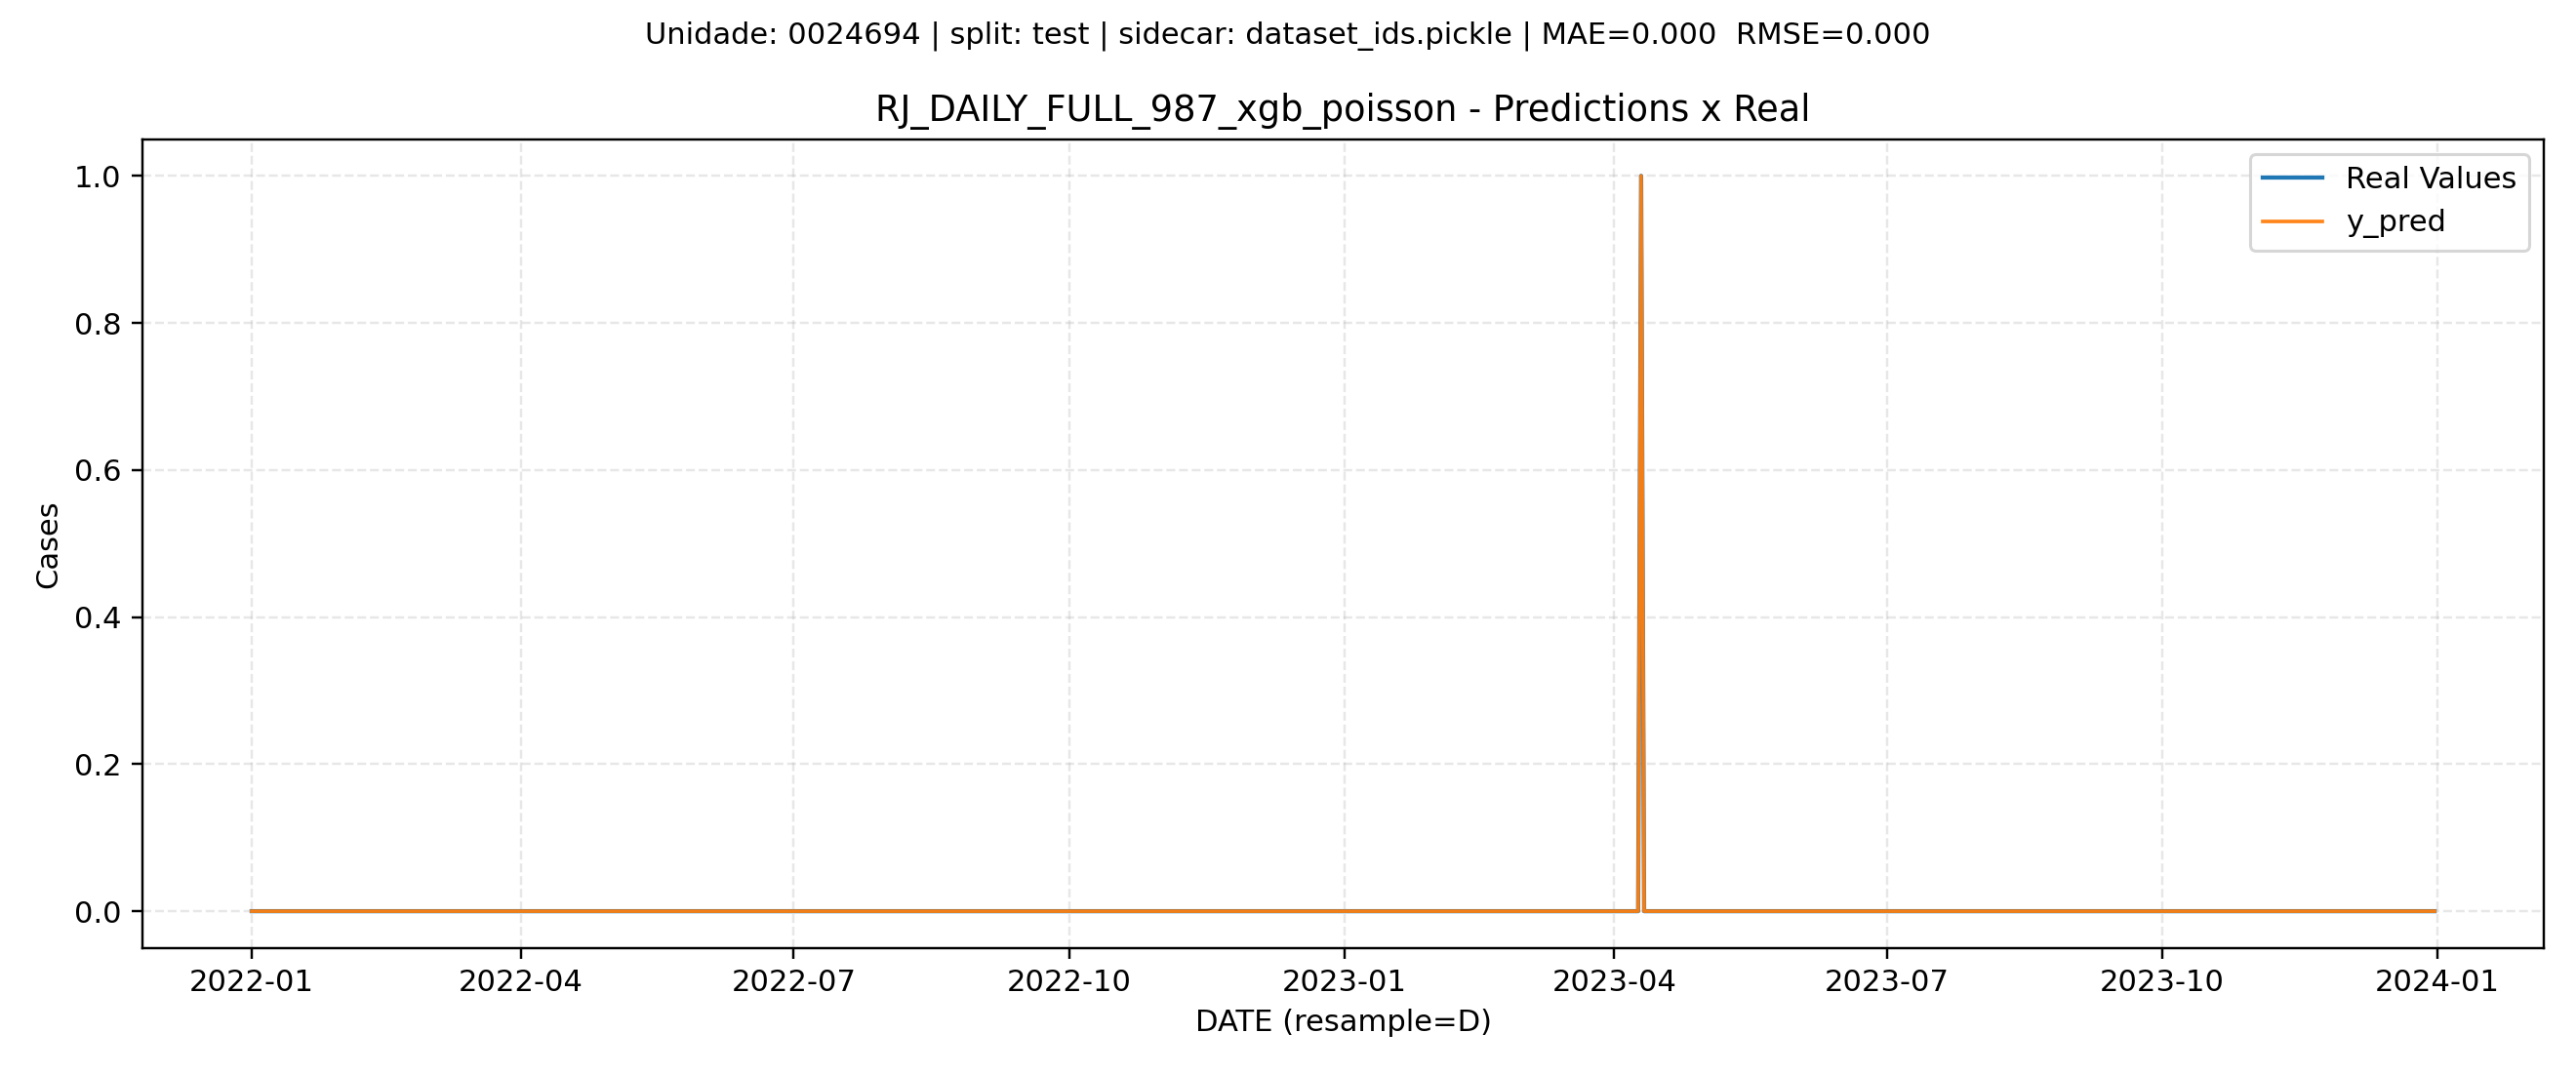 Unidade: 0024694 | split: test | sidecar: dataset_ids.pickle | MAE=0.000  RMSE=0.000
RJ_DAILY_FULL_987_xgb_poisson - Predictions x Real
Real Values
y_pred
1.0
0.8
0.6
0.4
0.2
0.0
Cases
2022-01 2022-04 2022-07 2022-10 2023-01 2023-04 2023-07 2023-10 2024-01
DATE (resample=D)